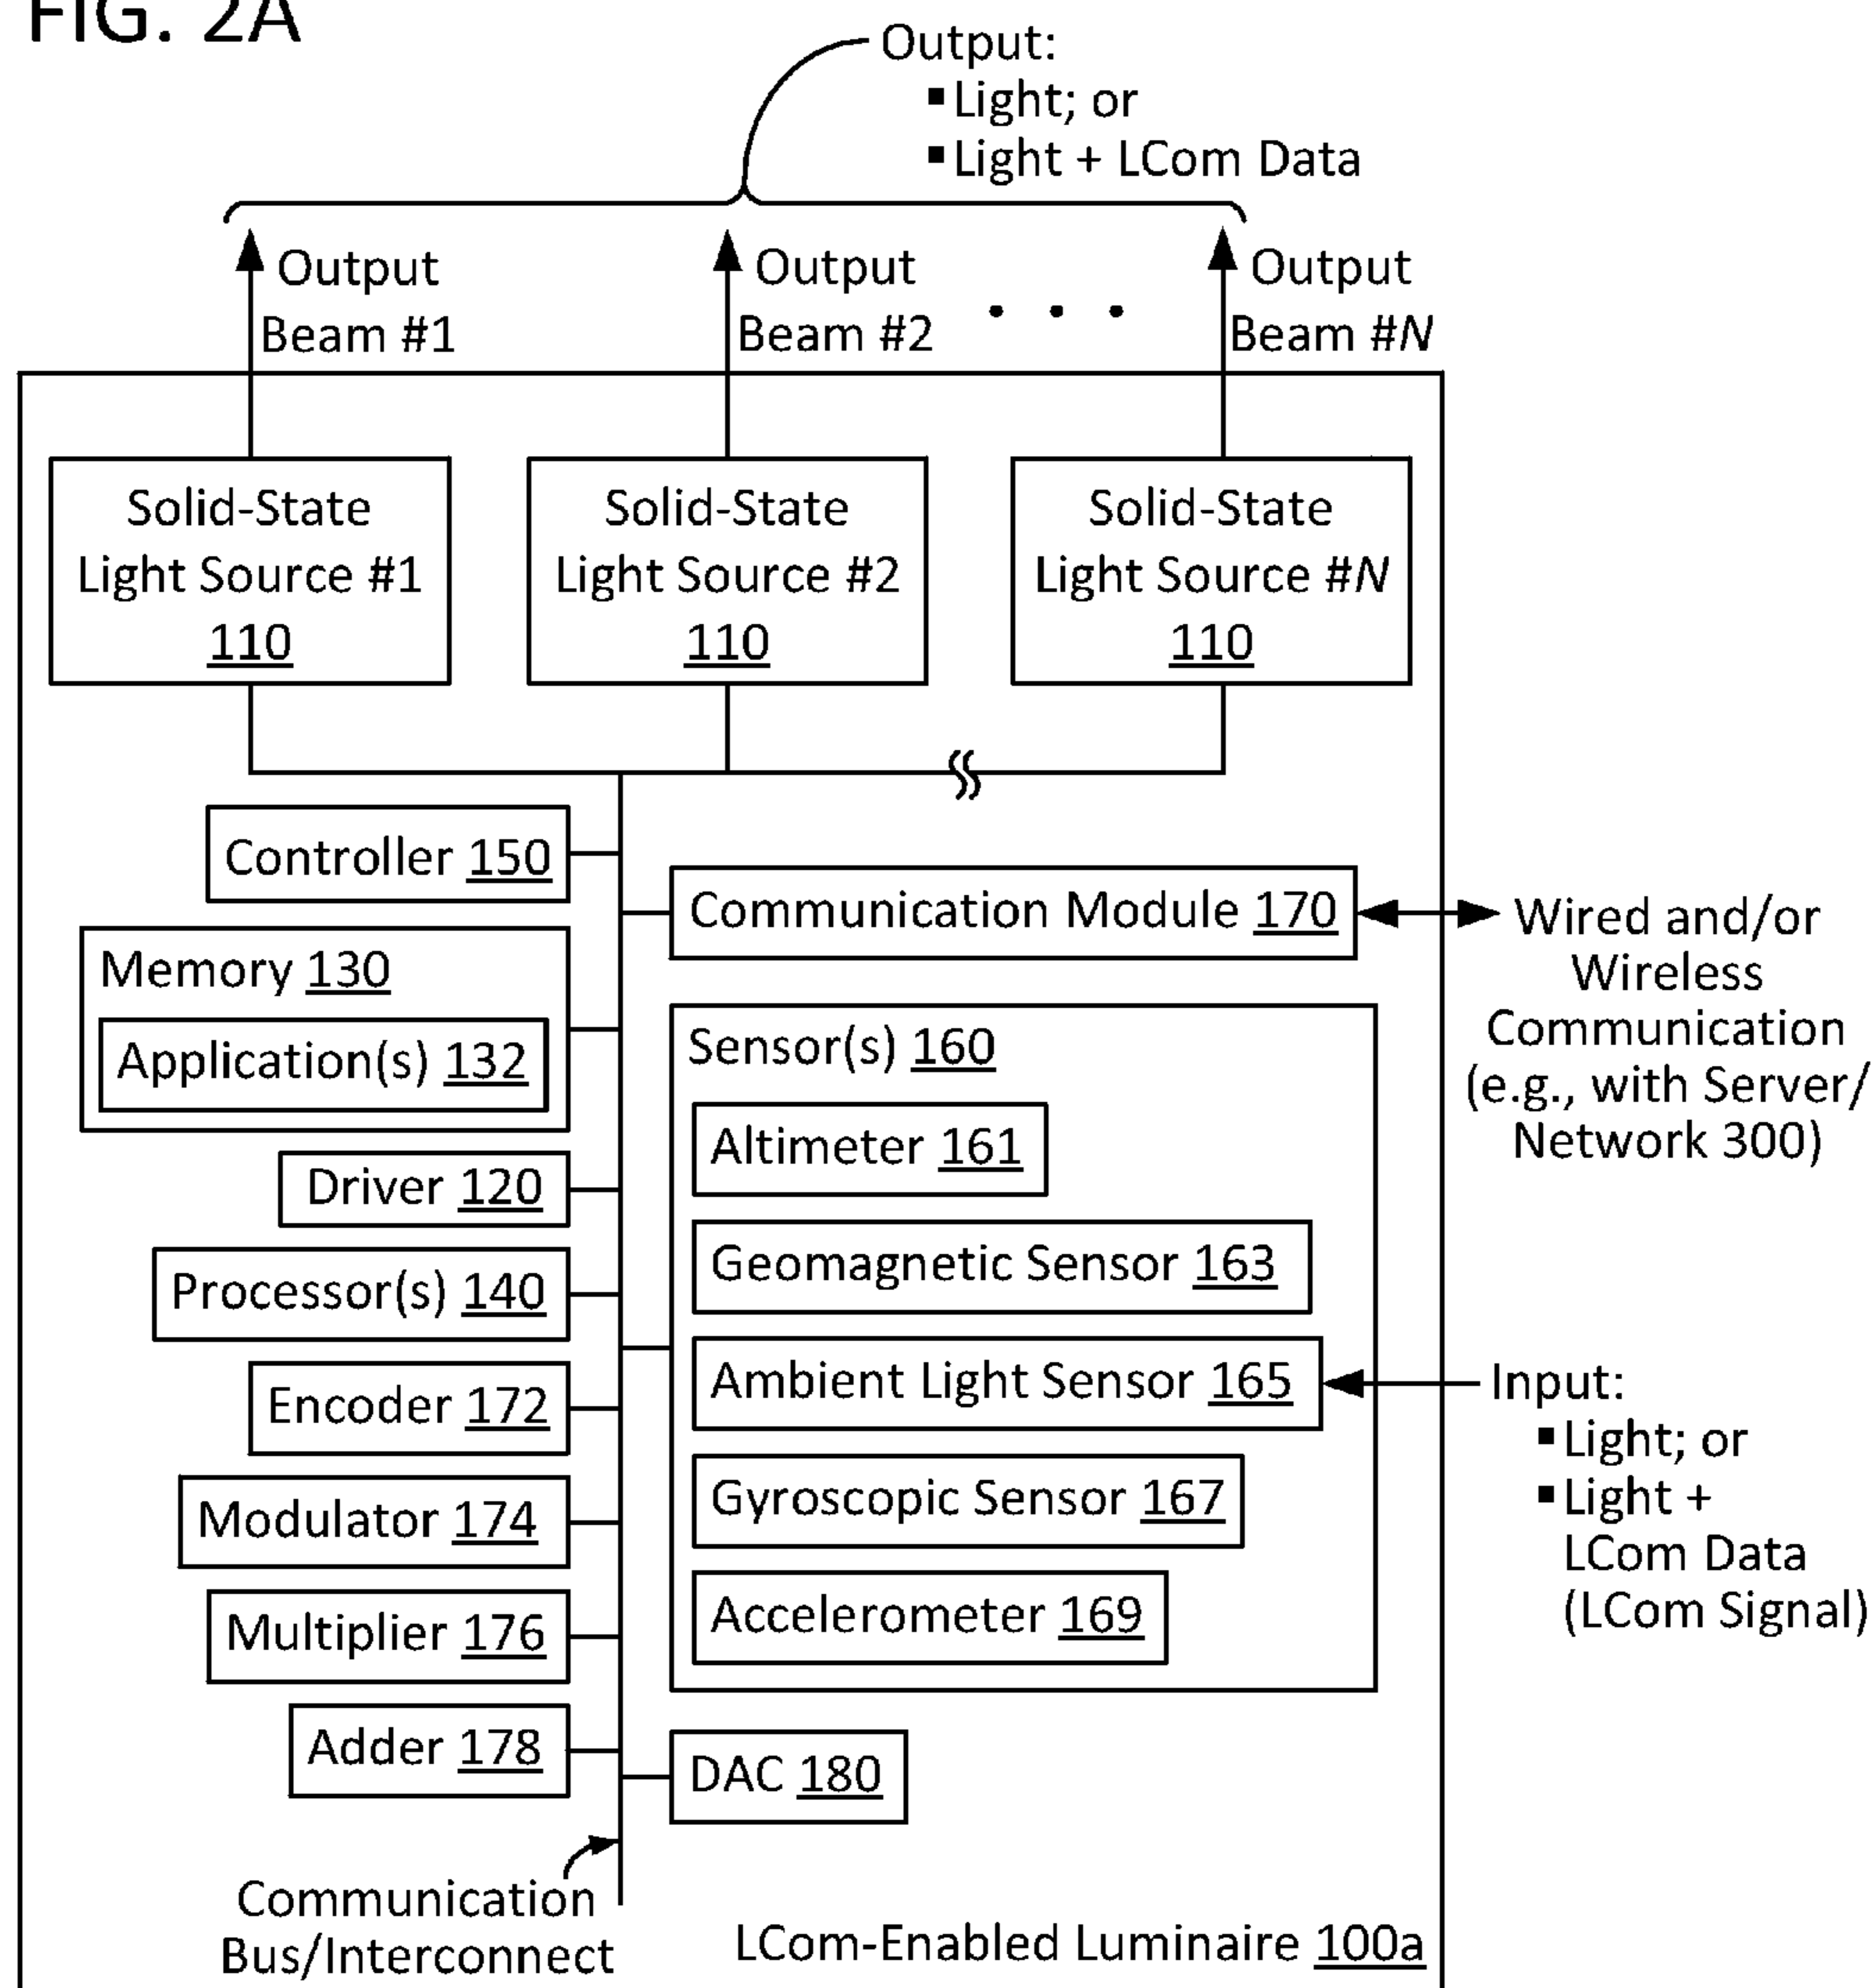 FIG. 2A
Output:
▪ Light; or
▪ Light + LCom Data
Output
Beam #1
Output
Beam #2
. . .
Output
Beam #N
Solid-State
Light Source #1
110
Solid-State
Light Source #2
110
Solid-State
Light Source #N
110
Controller 150
Memory 130
Application(s) 132
Driver 120
Processor(s) 140
Encoder 172
Modulator 174
Multiplier 176
Adder 178
Communication
Bus/Interconnect
Communication Module 170
Wired and/or
Wireless
Communication
(e.g., with Server/
Network 300)
Sensor(s) 160
Altimeter 161
Geomagnetic Sensor 163
Ambient Light Sensor 165
Gyroscopic Sensor 167
Accelerometer 169
Input:
▪ Light; or
▪ Light +
LCom Data
(LCom Signal)
DAC 180
LCom-Enabled Luminaire 100a